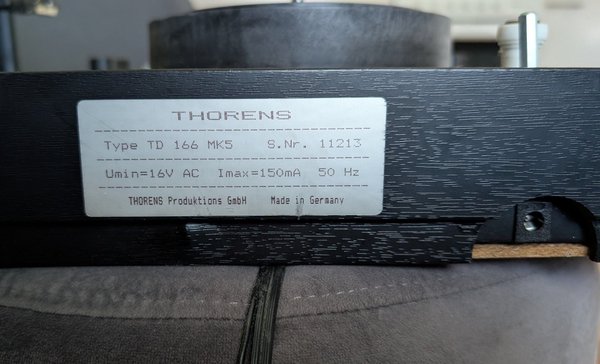 THORENS
Type TD 166 MK5 S.Nr. 11213
Umin=16V AC Imax=150mA 50 Hz
THORENS Produktions GmbH Made in Germany